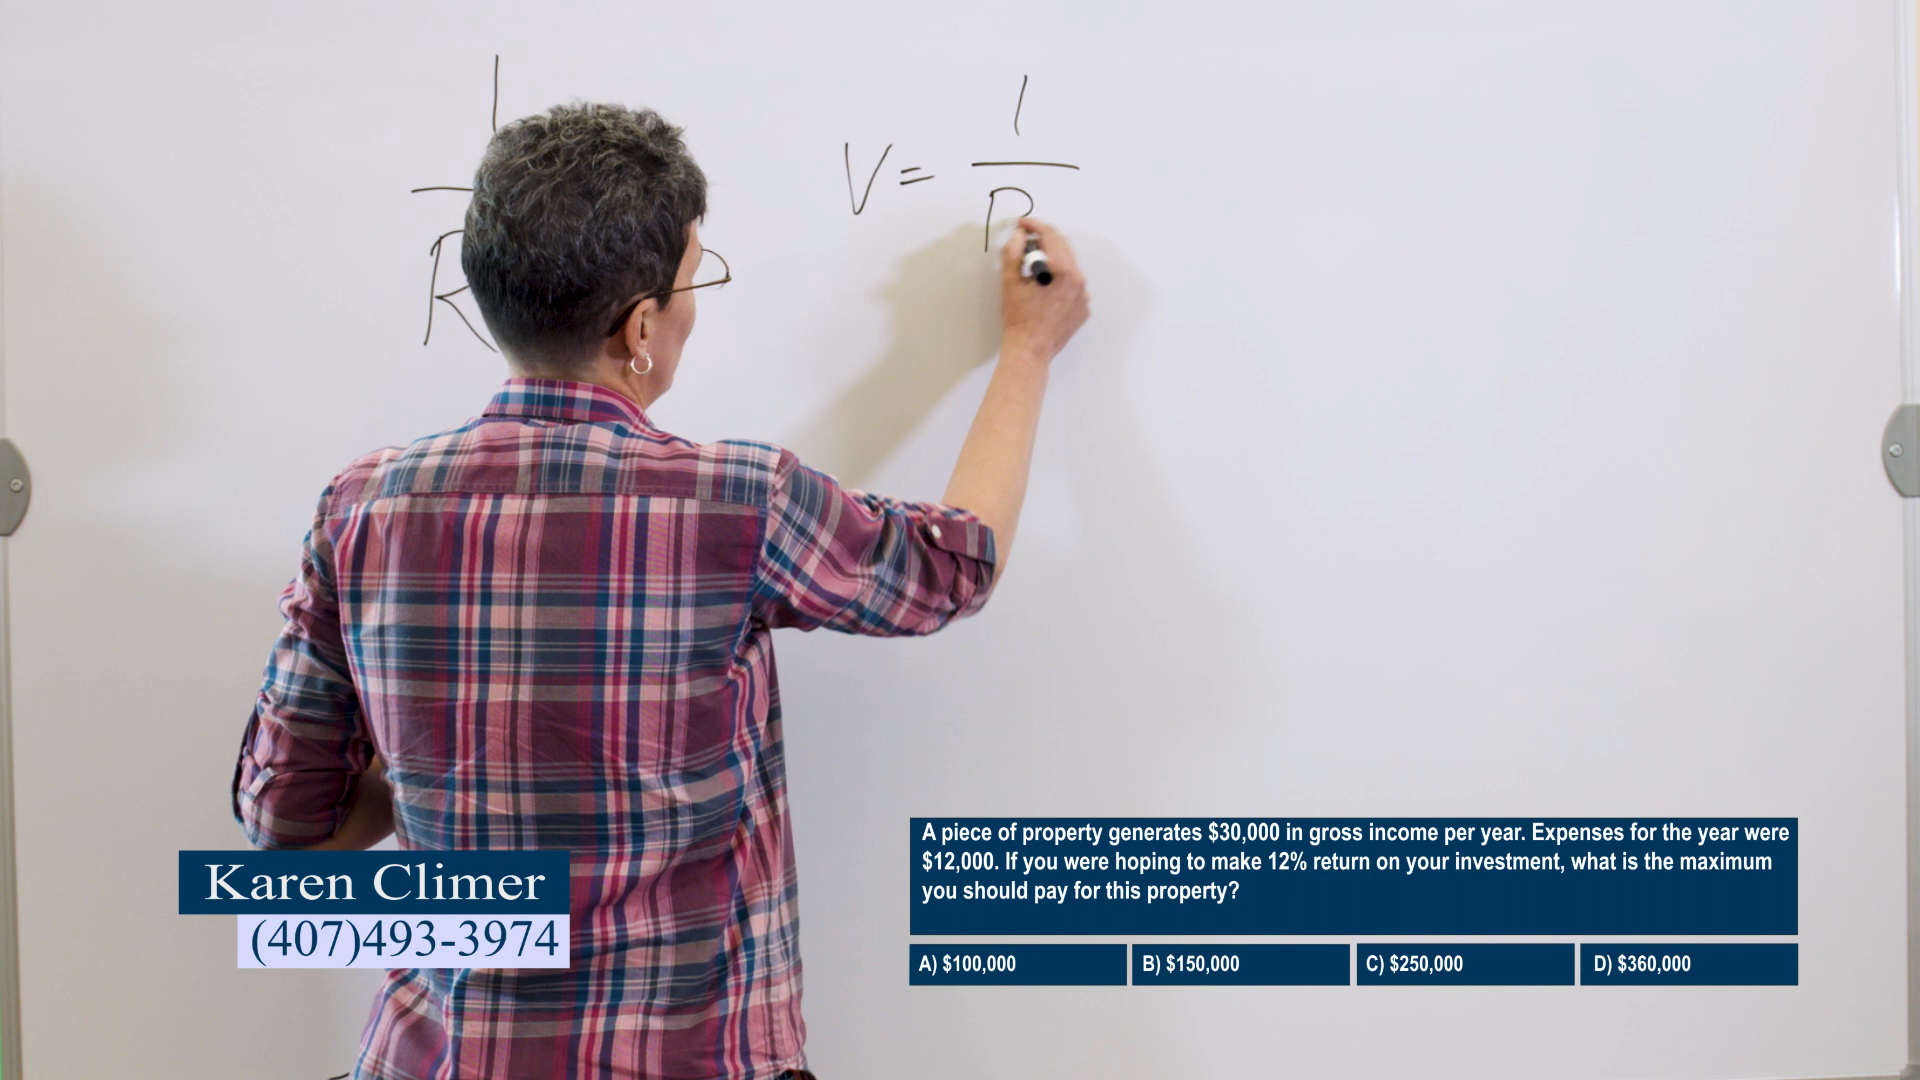 I
R
V = I
R
Karen Climer
(407)493-3974
A piece of property generates $30,000 in gross income per year. Expenses for the year were
$12,000. If you were hoping to make 12% return on your investment, what is the maximum
you should pay for this property?
A) $100,000
B) $150,000
C) $250,000
D) $360,000